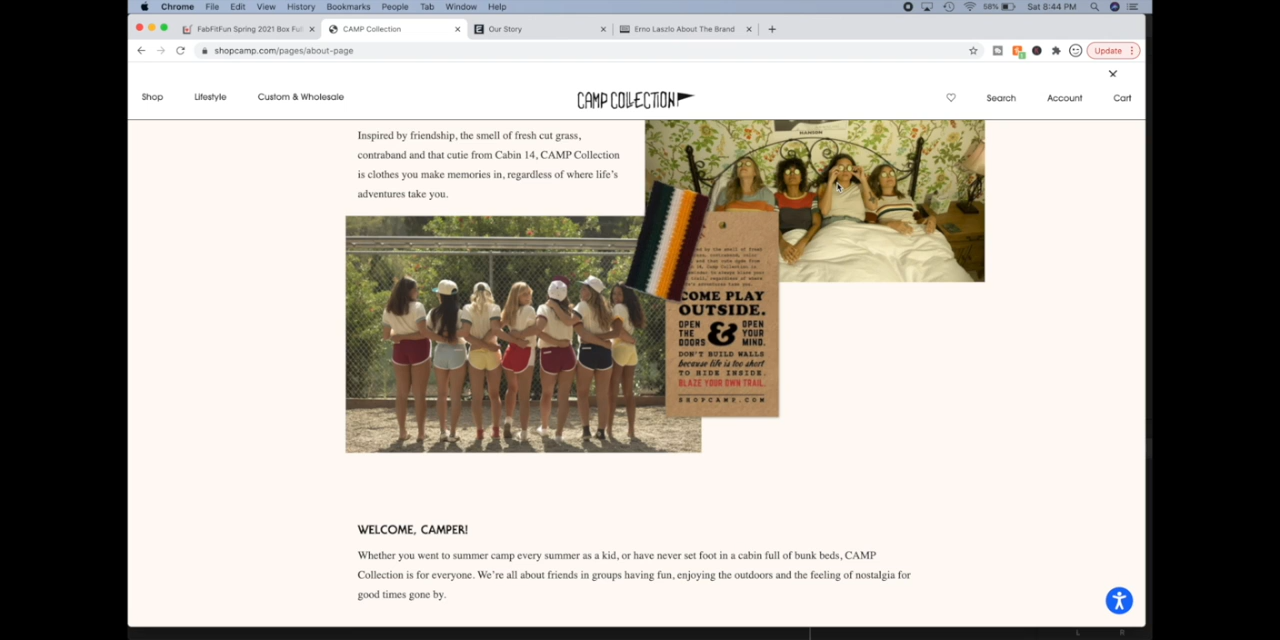 Chrome File Edit View History Bookmarks People Tab Window Help 58% Sat 8:44 PM
FabFitFun Spring 2021 Box Ful CAMP Collection Our Story Erno Laszlo About The Brand
shopcamp.com/pages/about-page Update
Shop Lifestyle Custom & Wholesale CAMP COLLECTION Search Account Cart
Inspired by friendship, the smell of fresh cut grass,
contraband and that cutie from Cabin 14, CAMP Collection
is clothes you make memories in, regardless of where life's
adventures take you.
COME PLAY
OUTSIDE.
OPEN THE DOORS & OPEN YOUR MIND.
DON'T BUILD WALLS
because life is too short
TO HIDE INSIDE.
BLAZE YOUR OWN TRAIL.
SHOPCAMP.COM
WELCOME, CAMPER!
Whether you went to summer camp every summer as a kid, or have never set foot in a cabin full of bunk beds, CAMP
Collection is for everyone. We're all about friends in groups having fun, enjoying the outdoors and the feeling of nostalgia for
good times gone by.